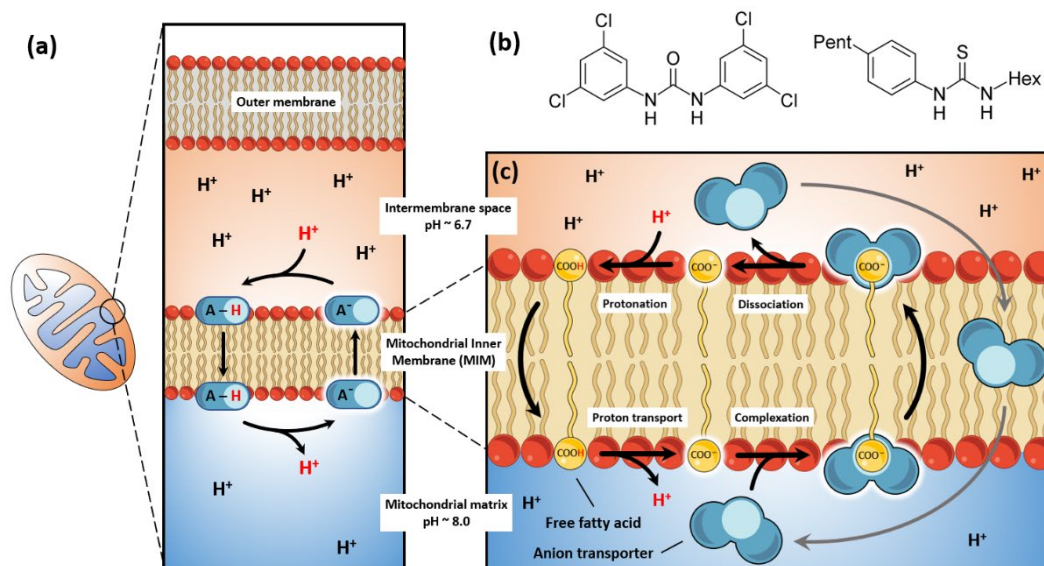 (a)
Outer membrane
H⁺
H⁺
H⁺
H⁺
H⁺
H⁺
A – H
A⁻
A – H
A⁻
H⁺
H⁺
H⁺
Intermembrane space
pH ~ 6.7
Mitochondrial Inner
Membrane (MIM)
Mitochondrial matrix
pH ~ 8.0
(b)
Cl
Cl
O
N
H
N
H
Cl
Cl
Pent
S
N
H
N
H
Hex
(c)
H⁺
H⁺
H⁺
H⁺
H⁺
COOH
COO⁻
COO⁻
Protonation
Dissociation
Proton transport
Complexation
COOH
COO⁻
COO⁻
H⁺
H⁺
H⁺
Free fatty acid
Anion transporter